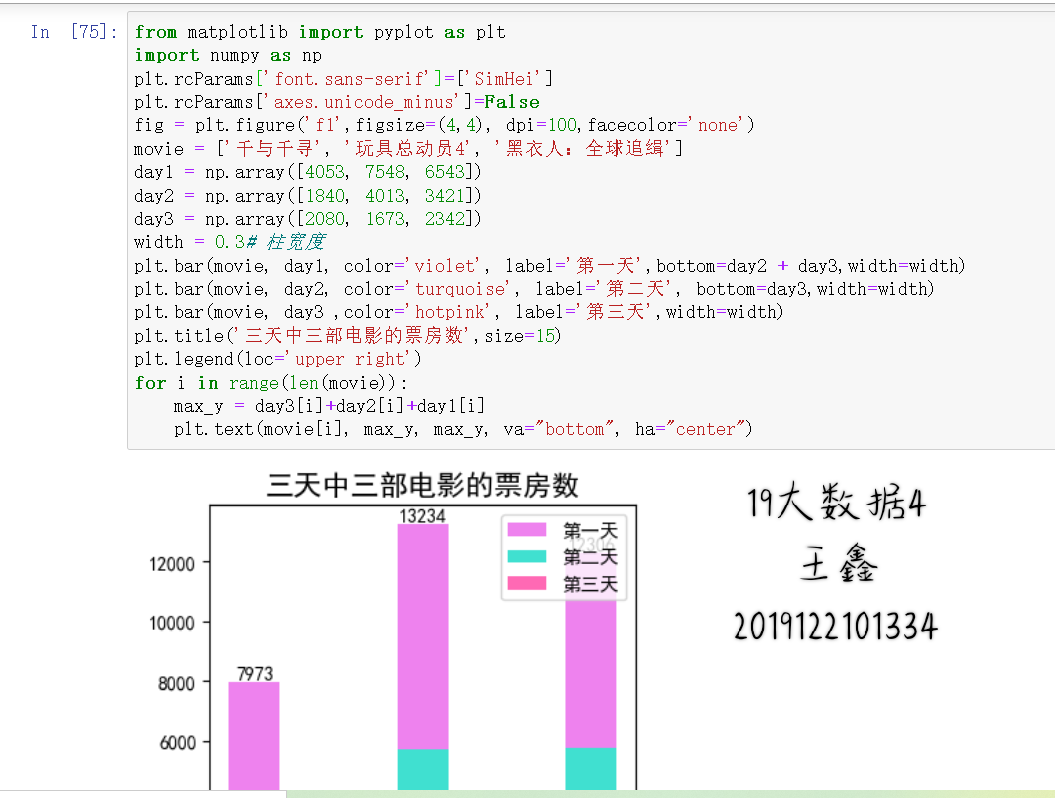 In [75]:
from matplotlib import pyplot as plt
import numpy as np
plt.rcParams['font.sans-serif']=['SimHei']
plt.rcParams['axes.unicode_minus']=False
fig = plt.figure('f1',figsize=(4,4), dpi=100,facecolor='none')
movie = ['千与千寻', '玩具总动员4', '黑衣人：全球追缉']
day1 = np.array([4053, 7548, 6543])
day2 = np.array([1840, 4013, 3421])
day3 = np.array([2080, 1673, 2342])
width = 0.3# 柱宽度
plt.bar(movie, day1, color='violet', label='第一天',bottom=day2 + day3,width=width)
plt.bar(movie, day2, color='turquoise', label='第二天', bottom=day3,width=width)
plt.bar(movie, day3 ,color='hotpink', label='第三天',width=width)
plt.title('三天中三部电影的票房数',size=15)
plt.legend(loc='upper right')
for i in range(len(movie)):
    max_y = day3[i]+day2[i]+day1[i]
    plt.text(movie[i], max_y, max_y, va="bottom", ha="center")
三天中三部电影的票房数
13234
第一天
12306
第二天
第三天
12000
10000
7973
8000
6000
19大数据4
王鑫
2019122101334